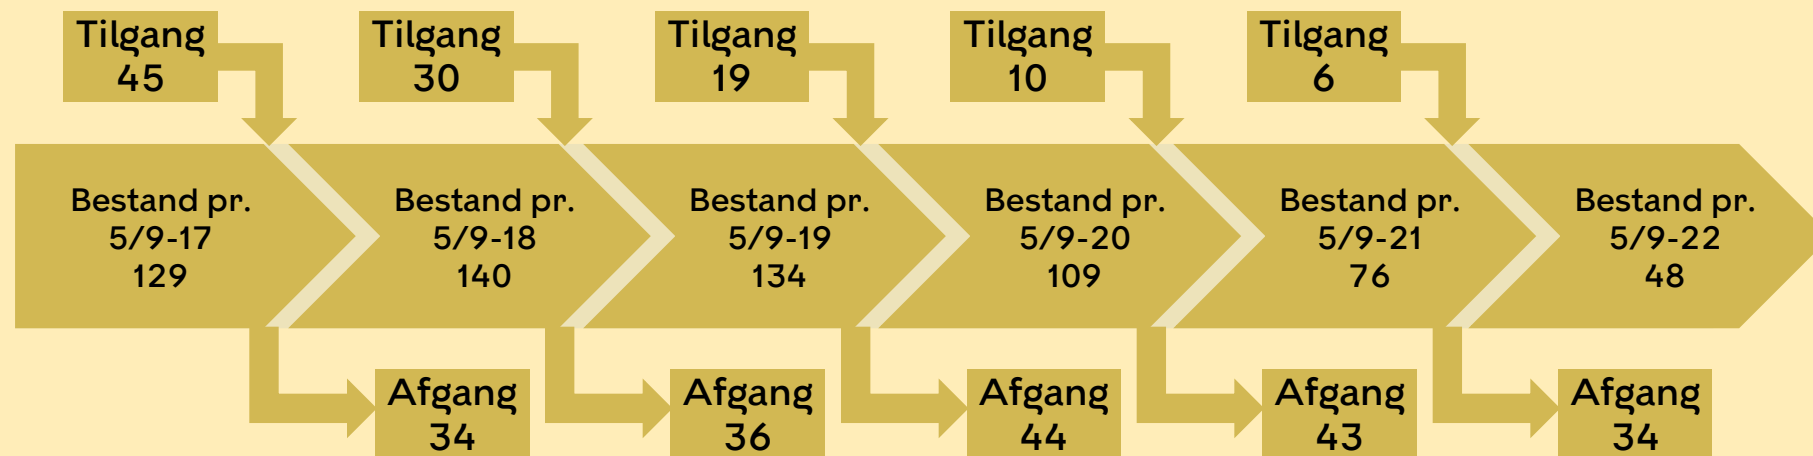 Tilgang
45
Tilgang
30
Tilgang
19
Tilgang
10
Tilgang
6
Bestand pr.
5/9-17
129
Bestand pr.
5/9-18
140
Bestand pr.
5/9-19
134
Bestand pr.
5/9-20
109
Bestand pr.
5/9-21
76
Bestand pr.
5/9-22
48
Afgang
34
Afgang
36
Afgang
44
Afgang
43
Afgang
34